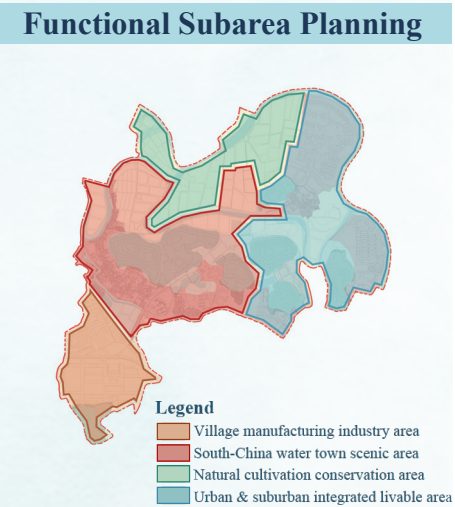 Functional Subarea Planning
Legend
Village manufacturing industry area
South-China water town scenic area
Natural cultivation conservation area
Urban & suburban integrated livable area